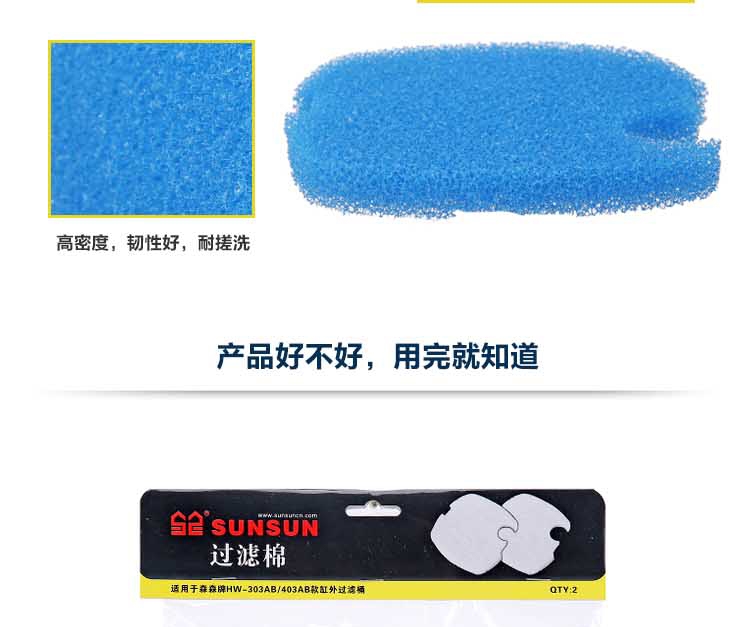 高密度，韧性好，耐搓洗
产品好不好，用完就知道
www.sunsuncn.com
SUNSUN
过滤棉
适用于森森牌HW-303AB/403AB款缸外过滤桶
QTY:2